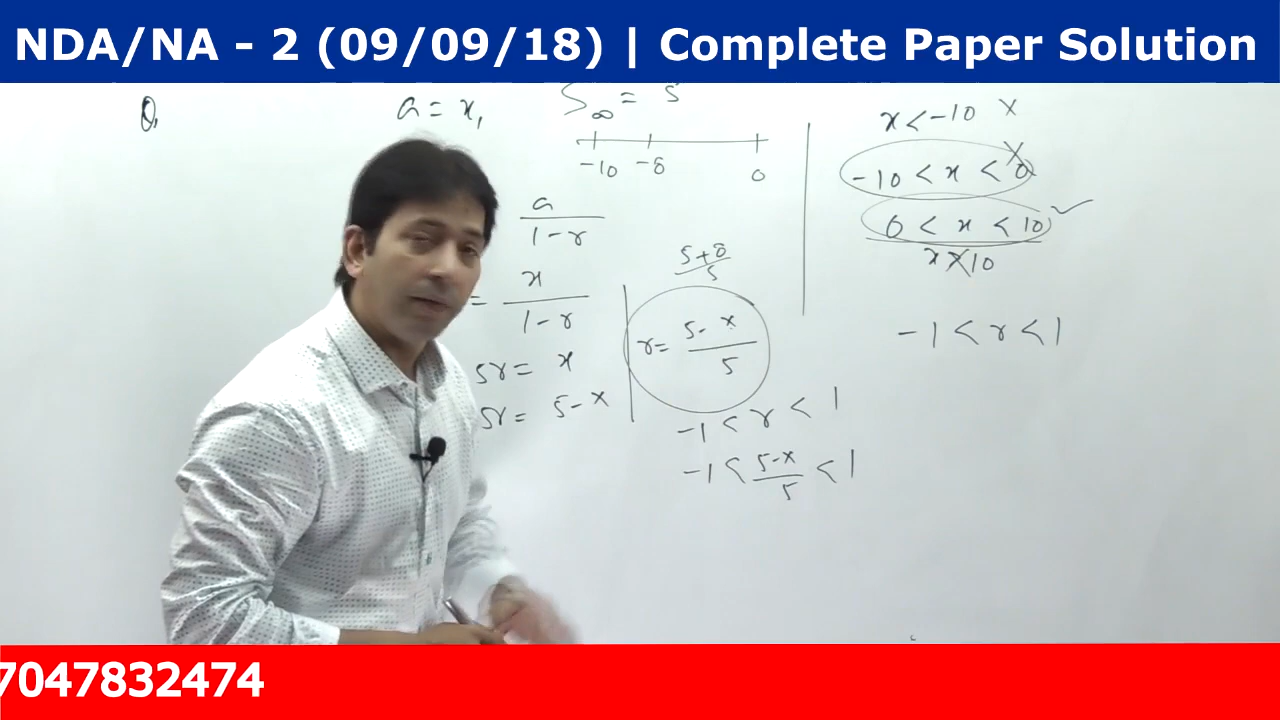 NDA/NA - 2 (09/09/18) | Complete Paper Solution
Q,
a = x,
S∞ = 5
-10 -8 0
a
1-r
= x
1-r
5r = x
5r = 5-x
5+8
5
r = 5-x
5
-1 < r < 1
-1 < 5-x < 1
5
x < -10 ×
-10 < x < 0 ×
0 < x < 10 ✓
x × 10
-1 < r < 1
7047832474